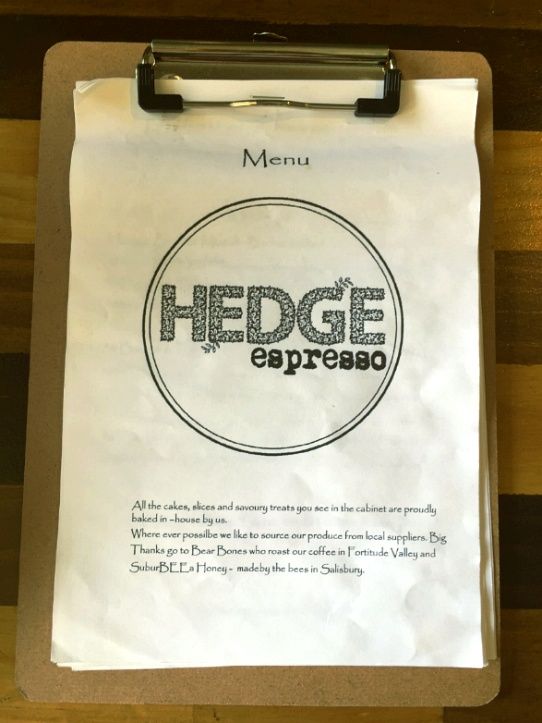 Menu
HEDGE
espresso
All the cakes, slices and savoury treats you see in the cabinet are proudly
baked in -house by us.
Where ever possilbe we like to source our produce from local suppliers. Big
Thanks go to Bear Bones who roast our coffee in Fortitude Valley and
SuburBEEa Honey - madeby the bees in Salisbury.